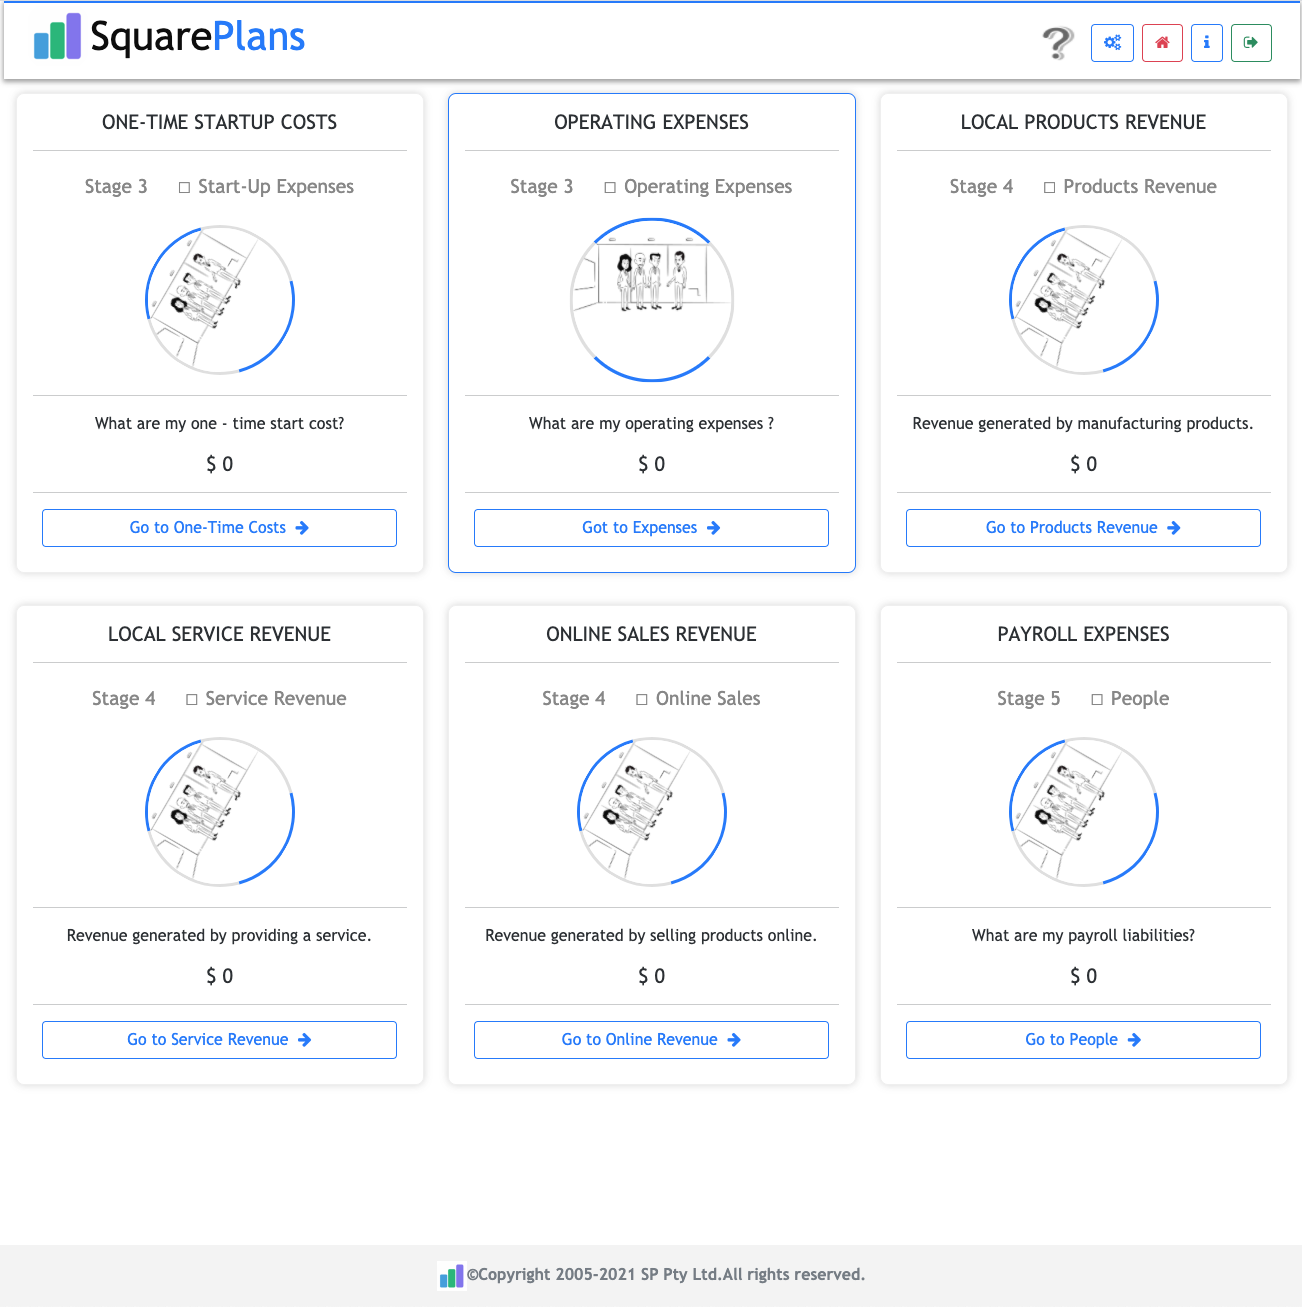 SquarePlans
ONE-TIME STARTUP COSTS
Stage 3 Start-Up Expenses
What are my one - time start cost?
$ 0
Go to One-Time Costs
OPERATING EXPENSES
Stage 3 Operating Expenses
What are my operating expenses ?
$ 0
Got to Expenses
LOCAL PRODUCTS REVENUE
Stage 4 Products Revenue
Revenue generated by manufacturing products.
$ 0
Go to Products Revenue
LOCAL SERVICE REVENUE
Stage 4 Service Revenue
Revenue generated by providing a service.
$ 0
Go to Service Revenue
ONLINE SALES REVENUE
Stage 4 Online Sales
Revenue generated by selling products online.
$ 0
Go to Online Revenue
PAYROLL EXPENSES
Stage 5 People
What are my payroll liabilities?
$ 0
Go to People
©Copyright 2005-2021 SP Pty Ltd.All rights reserved.